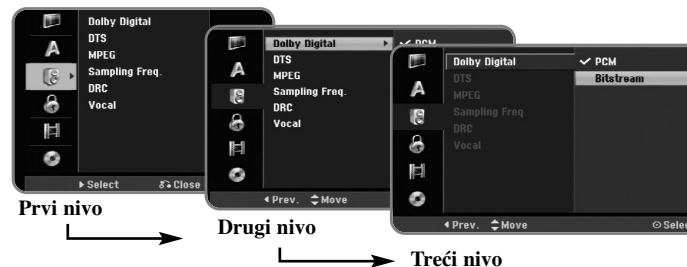 Dolby Digital
DTS
MPEG
Sampling Freq.
DRC
Vocal
A
Select Close
Prvi nivo
Dolby Digital
DTS
MPEG
Sampling Freq.
DRC
Vocal
PCM
A
Prev. Move
Drugi nivo
Dolby Digital
DTS
MPEG
Sampling Freq.
DRC
Vocal
PCM
Bitstream
A
Prev. Move
Treći nivo